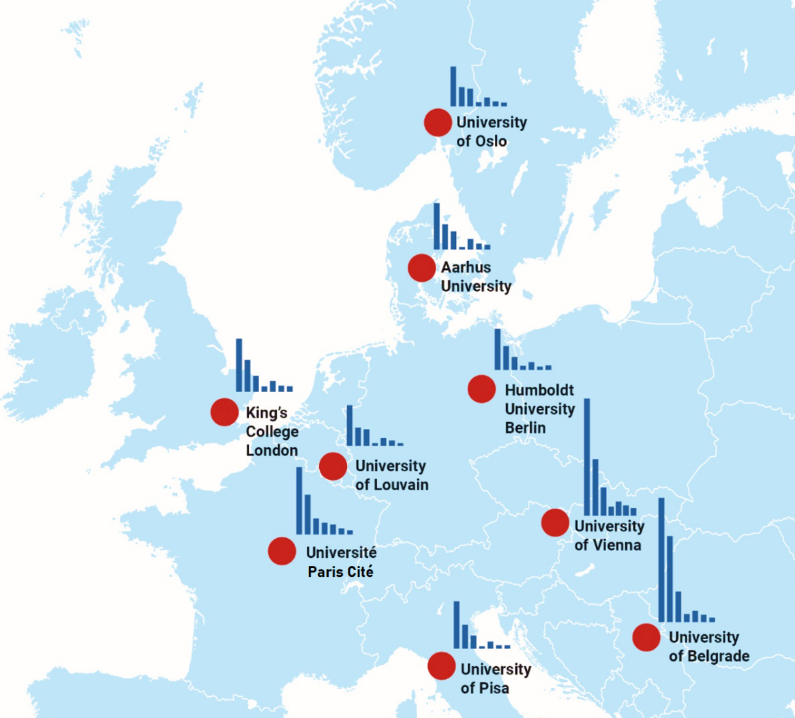 University
of Oslo
Aarhus
University
Humboldt
University
Berlin
King's
College
London
University
of Louvain
University
of Vienna
Université
Paris Cité
University
of Belgrade
University
of Pisa